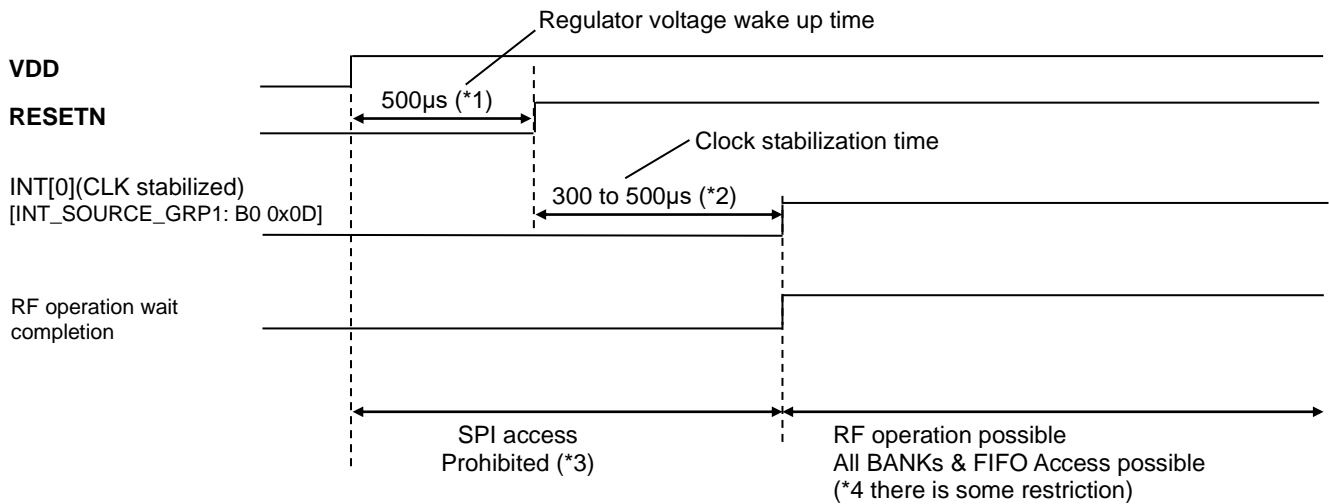 Regulator voltage wake up time
VDD
500µs (*1)
RESETN
Clock stabilization time
INT[0](CLK stabilized)
300 to 500µs (*2)
[INT_SOURCE_GRP1: B0 0x0D]
RF operation wait
completion
SPI access
Prohibited (*3)
RF operation possible
All BANKs & FIFO Access possible
(*4 there is some restriction)